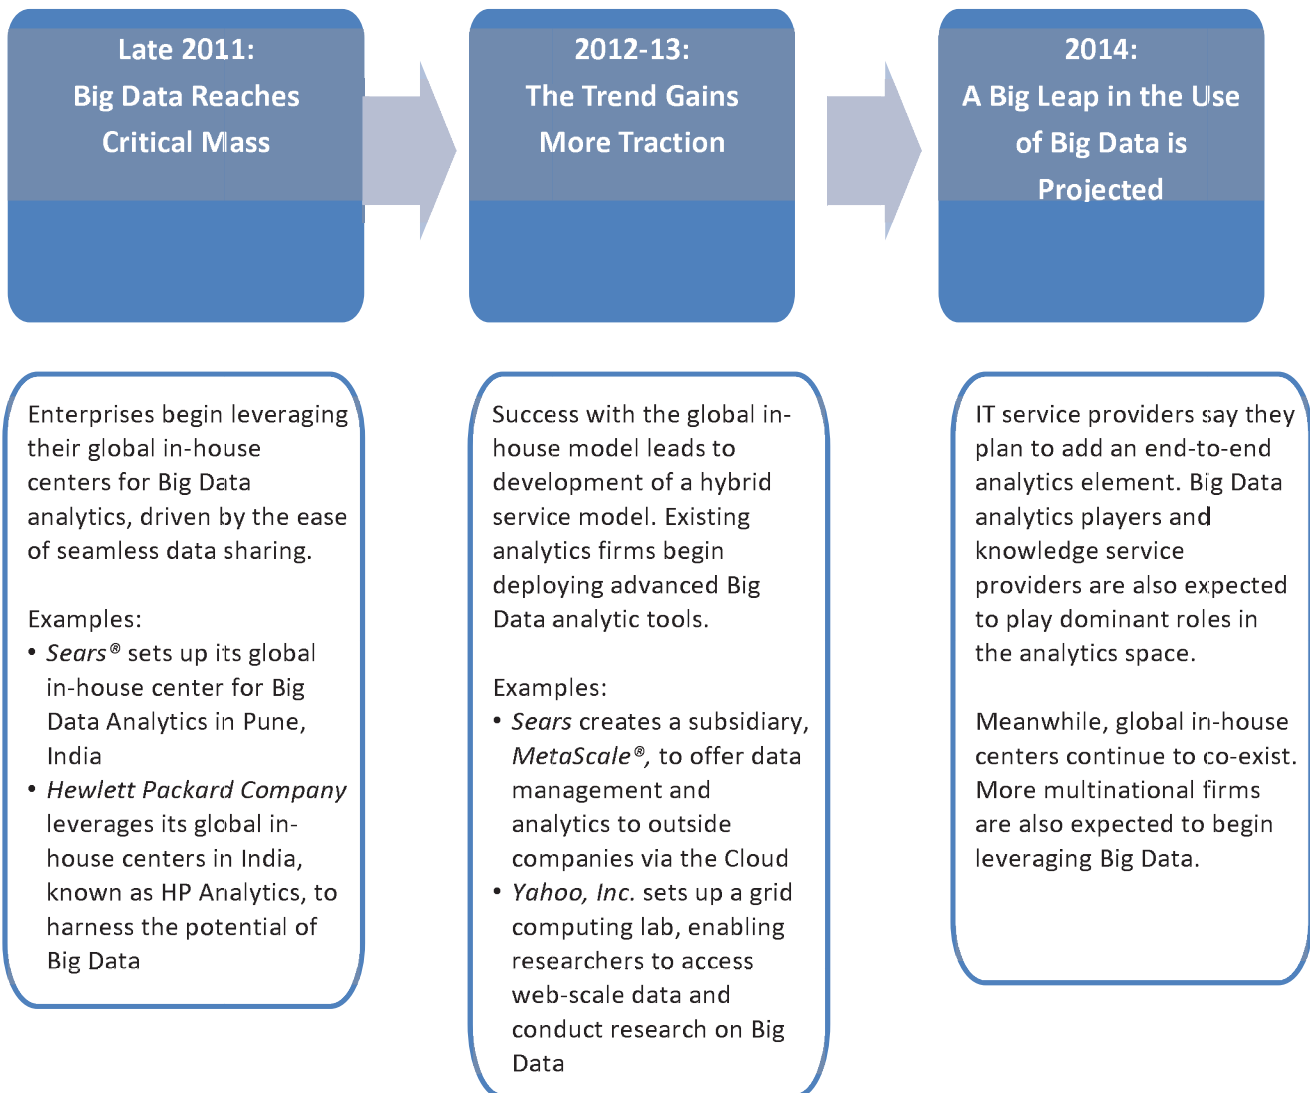 Late 2011:
Big Data Reaches
Critical Mass
2012-13:
The Trend Gains
More Traction
2014:
A Big Leap in the Use
of Big Data is
Projected
Enterprises begin leveraging
their global in-house
centers for Big Data
analytics, driven by the ease
of seamless data sharing.
Examples:
• Sears® sets up its global
in-house center for Big
Data Analytics in Pune,
India
• Hewlett Packard Company
leverages its global in-
house centers in India,
known as HP Analytics, to
harness the potential of
Big Data
Success with the global in-
house model leads to
development of a hybrid
service model. Existing
analytics firms begin
deploying advanced Big
Data analytic tools.
Examples:
• Sears creates a subsidiary,
MetaScale®, to offer data
management and
analytics to outside
companies via the Cloud
• Yahoo, Inc. sets up a grid
computing lab, enabling
researchers to access
web-scale data and
conduct research on Big
Data
IT service providers say they
plan to add an end-to-end
analytics element. Big Data
analytics players and
knowledge service
providers are also expected
to play dominant roles in
the analytics space.
Meanwhile, global in-house
centers continue to co-exist.
More multinational firms
are also expected to begin
leveraging Big Data.